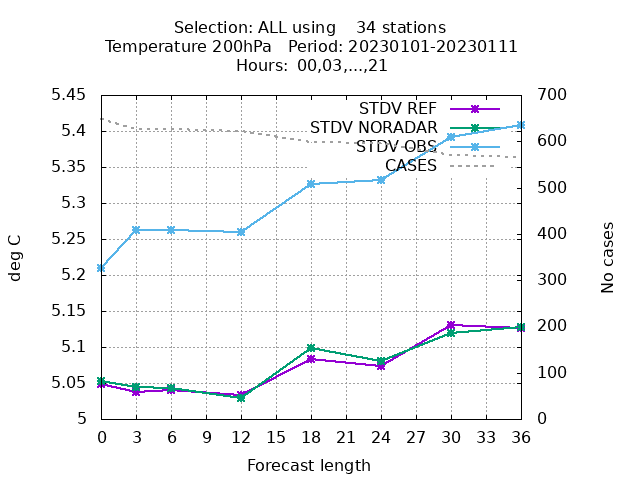 Selection: ALL using    34 stations
Temperature 200hPa   Period: 20230101-20230111
Hours:  00,03,...,21
5.45
5.4
5.35
5.3
5.25
5.2
5.15
5.1
5.05
5
700
600
500
400
300
200
100
0
STDV REF
STDV NORADAR
STDV OBS
CASES
deg C
No cases
0 3 6 9 12 15 18 21 24 27 30 33 36
Forecast length